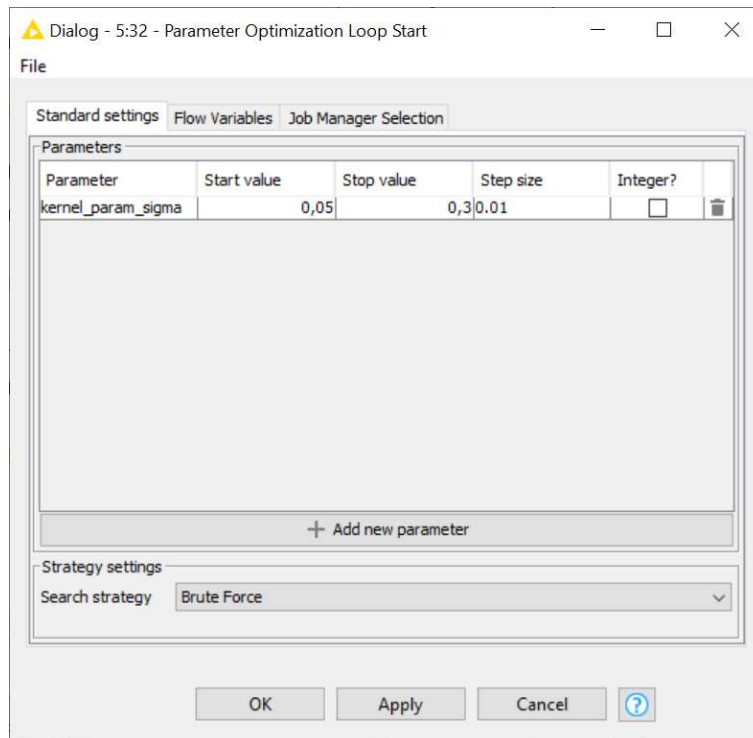 Dialog - 5:32 - Parameter Optimization Loop Start
File
Standard settings Flow Variables Job Manager Selection
Parameters
Parameter Start value Stop value Step size Integer?
kernel_param_sigma 0,05 0,3 0.01
+ Add new parameter
Strategy settings
Search strategy Brute Force
OK Apply Cancel ?